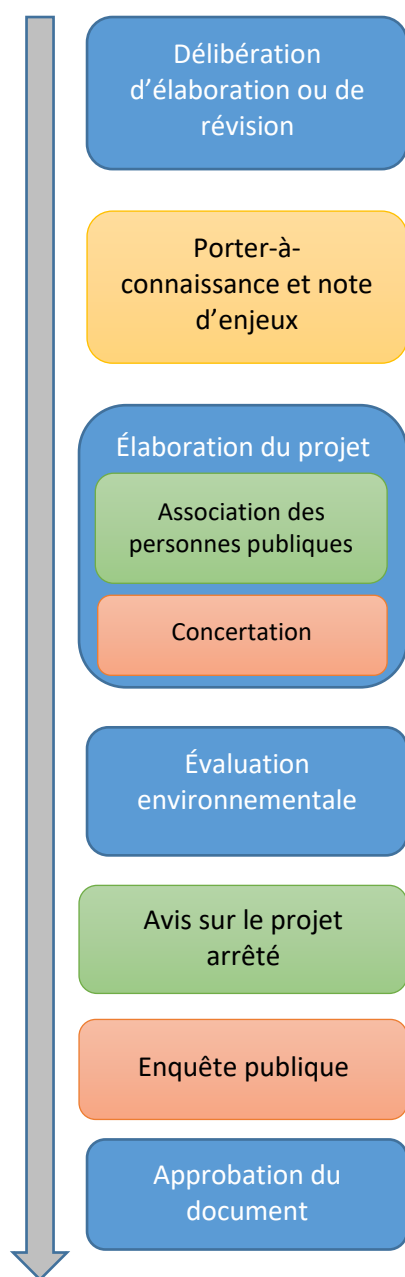 Délibération
d’élaboration ou de
révision
Porter-à-
connaissance et note
d’enjeux
Élaboration du projet
Association des
personnes publiques
Concertation
Évaluation
environnementale
Avis sur le projet
arrêté
Enquête publique
Approbation du
document